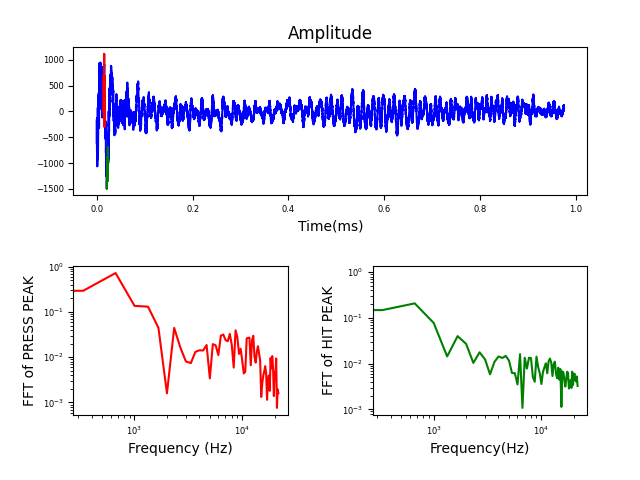 Amplitude
1000
500
0
−500
−1000
−1500
0.0 0.2 0.4 0.6 0.8 1.0
Time(ms)
FFT of PRESS PEAK
10⁰
10⁻¹
10⁻²
10⁻³
10³ 10⁴
Frequency (Hz)
FFT of HIT PEAK
10⁰
10⁻¹
10⁻²
10⁻³
10³ 10⁴
Frequency(Hz)